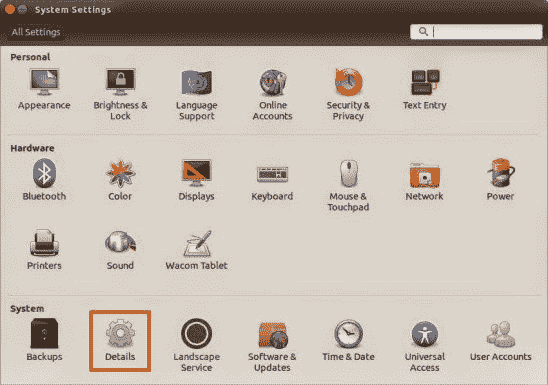 System Settings
All Settings
Personal
Appearance
Brightness &
Lock
Language
Support
Online
Accounts
Security &
Privacy
Text Entry
Hardware
Bluetooth
Color
Displays
Keyboard
Mouse &
Touchpad
Network
Power
Printers
Sound
Wacom Tablet
System
Backups
Details
Landscape
Service
Software &
Updates
Time & Date
Universal
Access
User Accounts